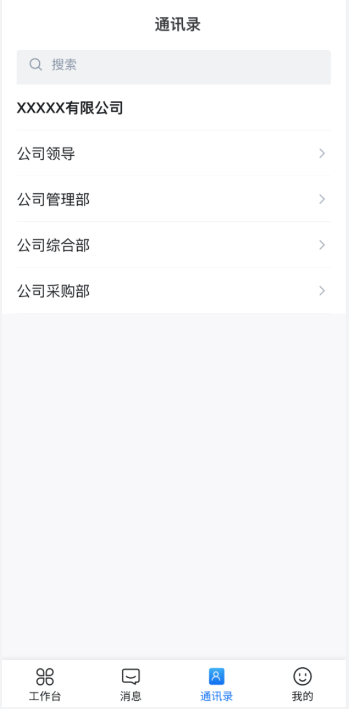 通讯录
搜索
XXXXX有限公司
公司领导
公司管理部
公司综合部
公司采购部
工作台 消息 通讯录 我的